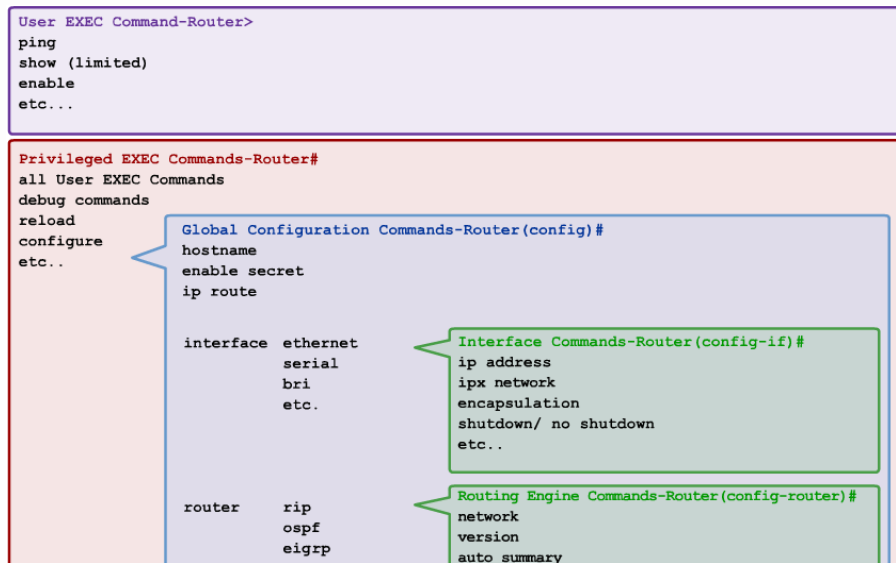 User EXEC Command-Router>
ping
show (limited)
enable
etc...
Privileged EXEC Commands-Router#
all User EXEC Commands
debug commands
reload
configure
etc..
Global Configuration Commands-Router(config)#
hostname
enable secret
ip route
interface ethernet
serial
bri
etc.
Interface Commands-Router(config-if)#
ip address
ipx network
encapsulation
shutdown/ no shutdown
etc..
router rip
ospf
eigrp
Routing Engine Commands-Router(config-router)#
network
version
auto summary